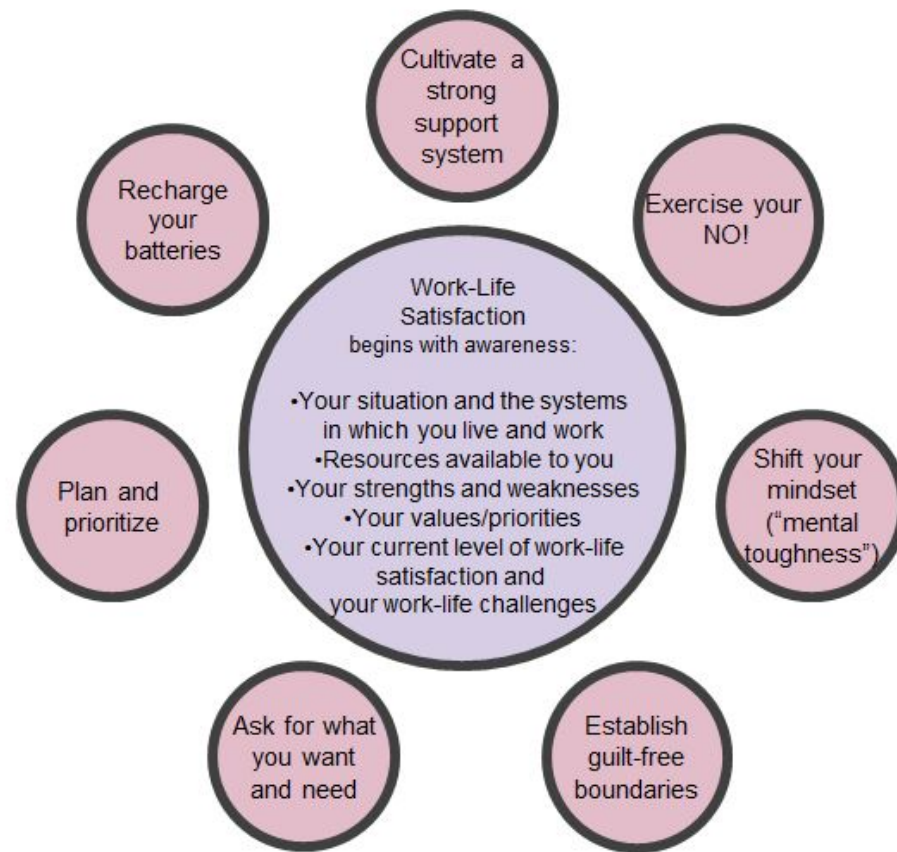 Cultivate a
strong
support
system
Exercise your
NO!
Shift your
mindset
(“mental
toughness”)
Establish
guilt-free
boundaries
Ask for what
you want
and need
Plan and
prioritize
Recharge
your
batteries
Work-Life
Satisfaction
begins with awareness:
•Your situation and the systems
in which you live and work
•Resources available to you
•Your strengths and weaknesses
•Your values/priorities
•Your current level of work-life
satisfaction and
your work-life challenges